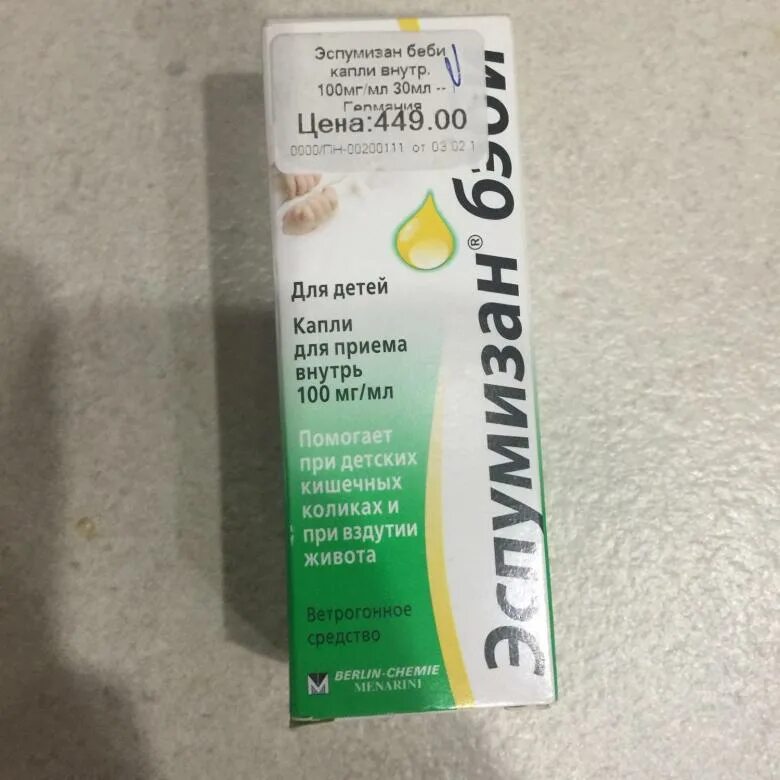 Эспумизан беби
капли внутр.
100мг/мл 30мл --
Германия
Цена:449.00
0000/ПН-00200111 от 03.02.1
Эспумизан® бэби
Для детей
Капли
для приема
внутрь
100 мг/мл
Помогает
при детских
кишечных
коликах и
при вздутии
живота
Ветрогонное
средство
BERLIN-CHEMIE
MENARINI